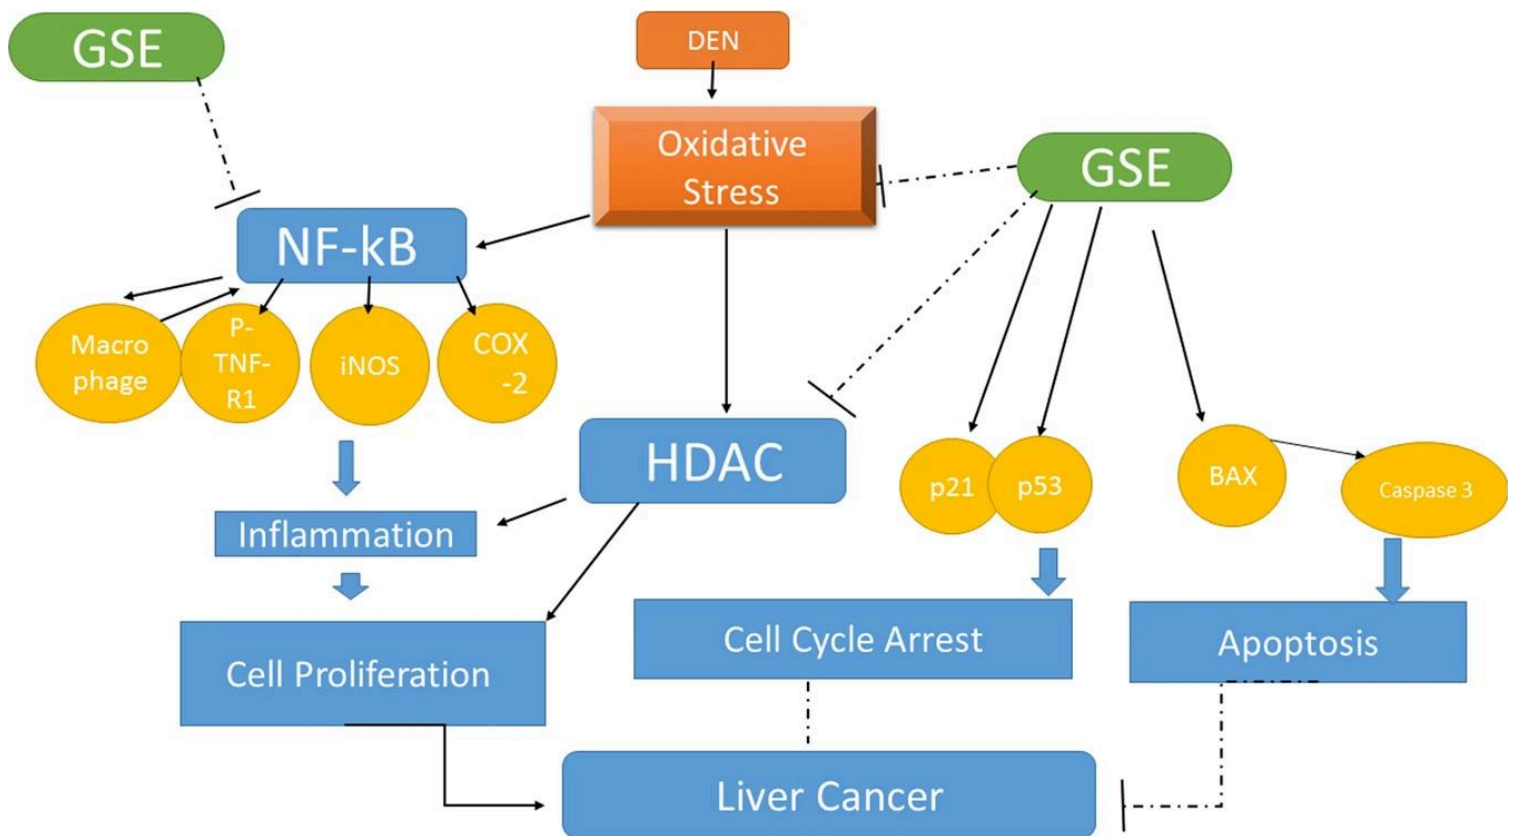 GSE
DEN
Oxidative
Stress
GSE
NF-kB
Macro
phage
P-
TNF-
R1
iNOS
COX
-2
HDAC
p21
p53
BAX
Caspase 3
Inflammation
Cell Proliferation
Cell Cycle Arrest
Apoptosis
Liver Cancer